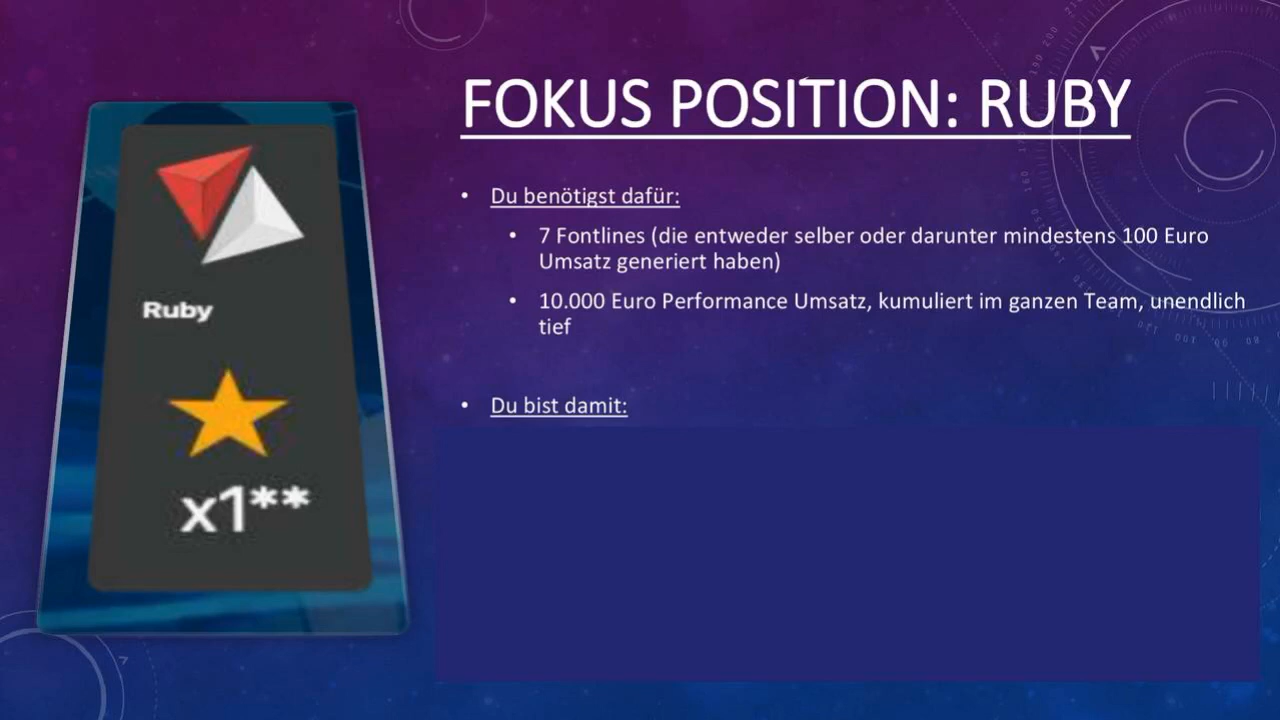 FOKUS POSITION: RUBY
• Du benötigst dafür:
• 7 Fontlines (die entweder selber oder darunter mindestens 100 Euro
Umsatz generiert haben)
• 10.000 Euro Performance Umsatz, kumuliert im ganzen Team, unendlich
tief
• Du bist damit:
Ruby
x1**